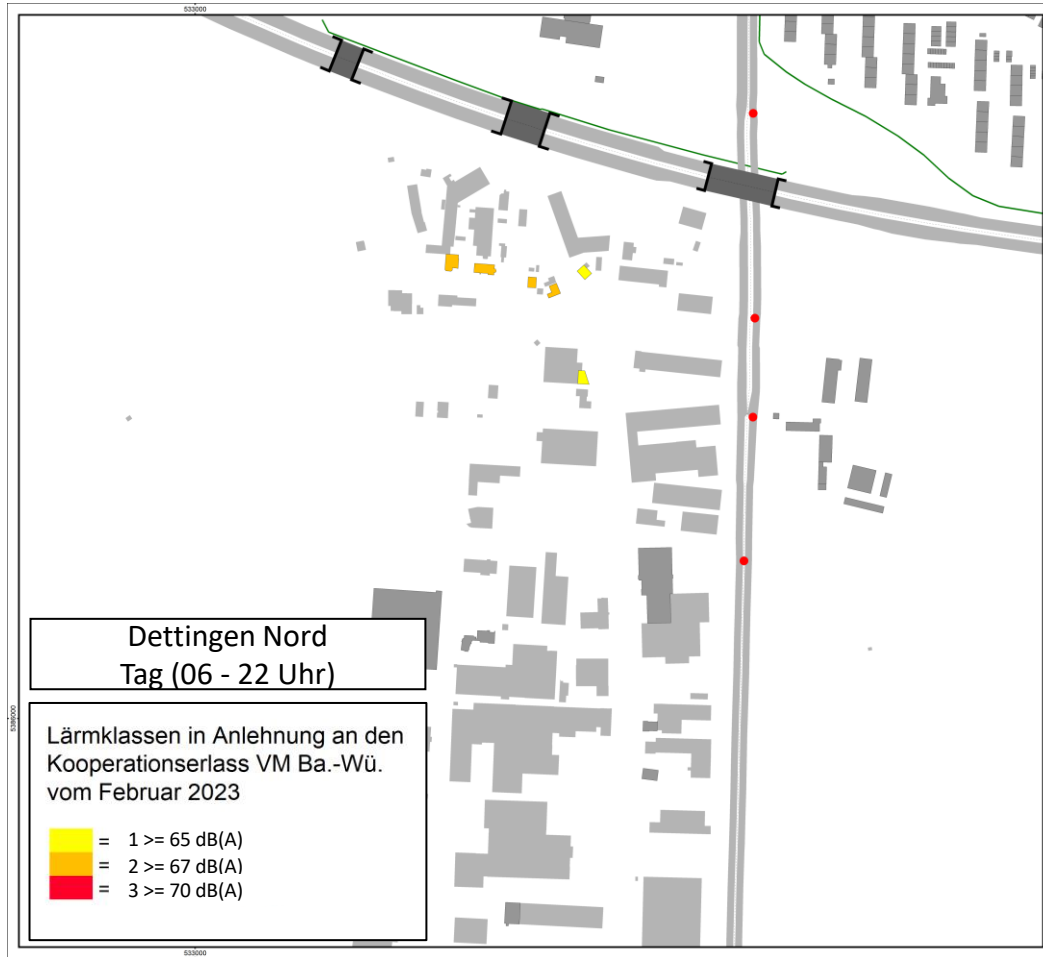 533000
Dettingen Nord
Tag (06 - 22 Uhr)
5386000
Lärmklassen in Anlehnung an den
Kooperationserlass VM Ba.-Wü.
vom Februar 2023
= 1 >= 65 dB(A)
= 2 >= 67 dB(A)
= 3 >= 70 dB(A)
533000